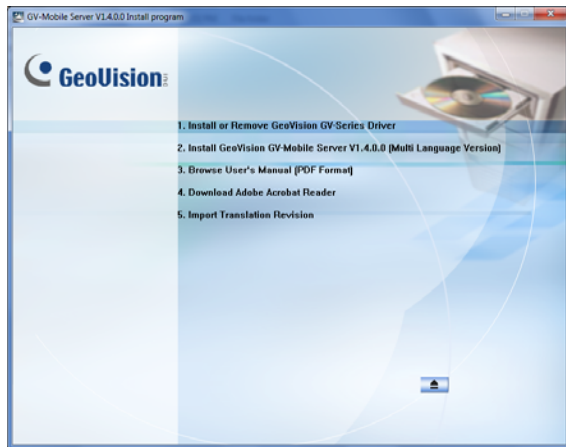 GV-Mobile Server V1.4.0.0 Install program
GeoVision
1. Install or Remove GeoVision GV-Series Driver
2. Install GeoVision GV-Mobile Server V1.4.0.0 (Multi Language Version)
3. Browse User's Manual (PDF Format)
4. Download Adobe Acrobat Reader
5. Import Translation Revision